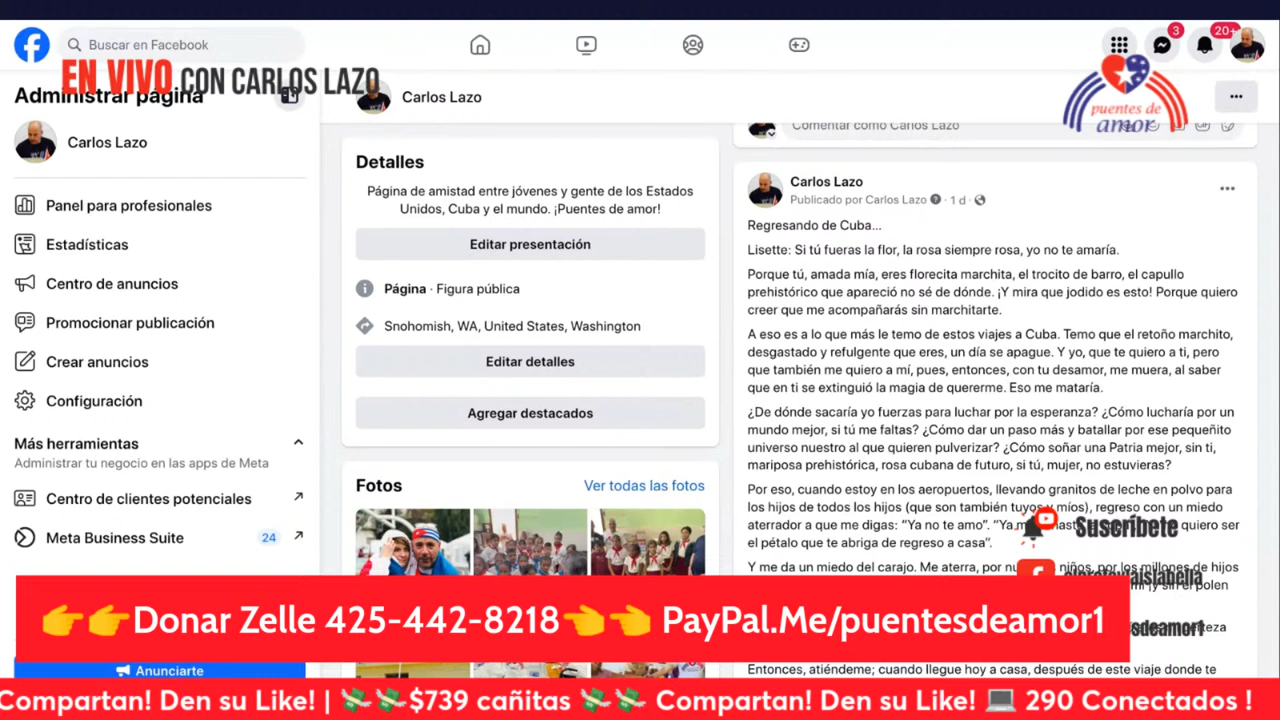 Buscar en Facebook
3
20+
EN VIVO CON CARLOS LAZO
Administrar página
Carlos Lazo
Carlos Lazo
puentes de
amor
Comentar como Carlos Lazo
Panel para profesionales
Estadísticas
Centro de anuncios
Promocionar publicación
Crear anuncios
Configuración
Más herramientas
Administrar tu negocio en las apps de Meta
Centro de clientes potenciales
Meta Business Suite
24
Anunciarte
Detalles
Página de amistad entre jóvenes y gente de los Estados
Unidos, Cuba y el mundo. ¡Puentes de amor!
Editar presentación
Página · Figura pública
Snohomish, WA, United States, Washington
Editar detalles
Agregar destacados
Fotos
Ver todas las fotos
Carlos Lazo
Publicado por Carlos Lazo · 1 d ·
Regresando de Cuba...
Lisette: Si tú fueras la flor, la rosa siempre rosa, yo no te amaría.
Porque tú, amada mía, eres florecita marchita, el trocito de barro, el capullo
prehistórico que apareció no sé de dónde. ¡Y mira que jodido es esto! Porque quiero
creer que me acompañarás sin marchitarte.
A eso es a lo que más le temo de estos viajes a Cuba. Temo que el retoño marchito,
desgastado y refulgente que eres, un día se apague. Y yo, que te quiero a ti, pero
que también me quiero a mí, pues, entonces, con tu desamor, me muera, al saber
que en ti se extinguió la magia de quererme. Eso me mataría.
¿De dónde sacaría yo fuerzas para luchar por la esperanza? ¿Cómo lucharía por un
mundo mejor, si tú me faltas? ¿Cómo dar un paso más y batallar por ese pequeñito
universo nuestro al que quieren pulverizar? ¿Cómo soñar una Patria mejor, sin ti,
mariposa prehistórica, rosa cubana de futuro, si tú, mujer, no estuvieras?
Por eso, cuando estoy en los aeropuertos, llevando granitos de leche en polvo para
los hijos de todos los hijos (que son también tuyos y míos), regreso con un miedo
aterrador a que me digas: “Ya no te amo”. “Ya quiero ser
el pétalo que te abriga de regreso a casa”.
Y me da un miedo del carajo. Me aterra, por niños, por los millones de hijos
mí ¡y sin el polen
Entonces, atiéndeme; cuando llegue hoy a casa, después de este viaje donde te
Suscríbete
sdeamor1
👉👉Donar Zelle 425-442-8218👈👈 PayPal.Me/puentesdeamor1
Compartan! Den su Like! | 💸💸$739 cañitas 💸💸 Compartan! Den su Like! 💻 290 Conectados !